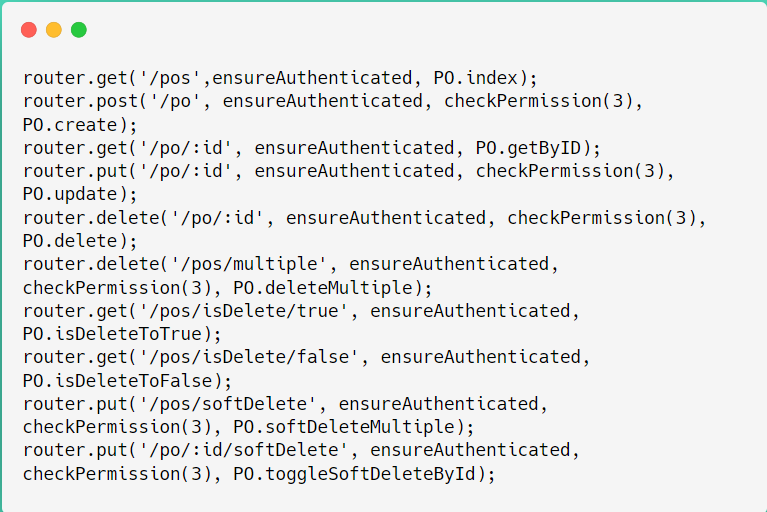 router.get('/pos',ensureAuthenticated, PO.index);
router.post('/po', ensureAuthenticated, checkPermission(3),
PO.create);
router.get('/po/:id', ensureAuthenticated, PO.getByID);
router.put('/po/:id', ensureAuthenticated, checkPermission(3),
PO.update);
router.delete('/po/:id', ensureAuthenticated, checkPermission(3),
PO.delete);
router.delete('/pos/multiple', ensureAuthenticated,
checkPermission(3), PO.deleteMultiple);
router.get('/pos/isDelete/true', ensureAuthenticated,
PO.isDeleteToTrue);
router.get('/pos/isDelete/false', ensureAuthenticated,
PO.isDeleteToFalse);
router.put('/pos/softDelete', ensureAuthenticated,
checkPermission(3), PO.softDeleteMultiple);
router.put('/po/:id/softDelete', ensureAuthenticated,
checkPermission(3), PO.toggleSoftDeleteById);